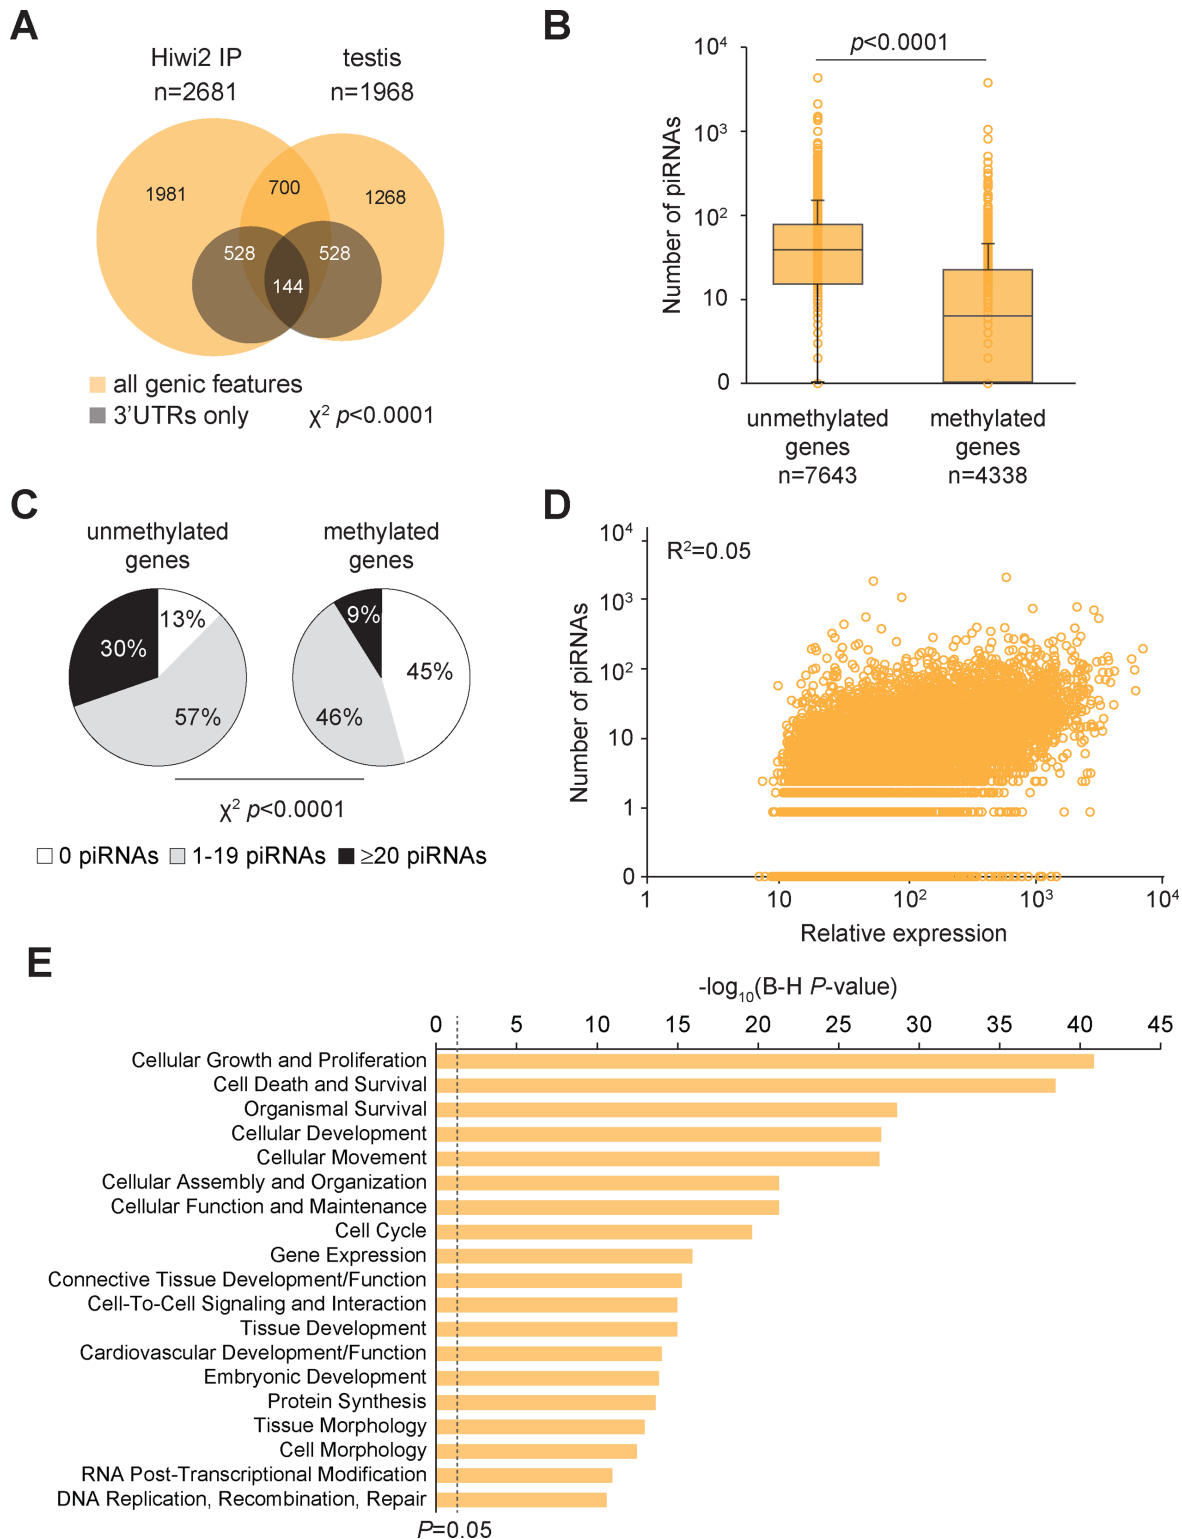 A
Hiwi2 IP
n=2681
testis
n=1968
1981
700
1268
528
528
144
all genic features
3'UTRs only
χ² p<0.0001
B
p<0.0001
Number of piRNAs
10⁴
10³
10²
10
0
unmethylated
genes
n=7643
methylated
genes
n=4338
C
unmethylated
genes
methylated
genes
13%
30%
57%
9%
45%
46%
χ² p<0.0001
0 piRNAs
1-19 piRNAs
≥20 piRNAs
D
R²=0.05
Number of piRNAs
10⁴
10³
10²
10
1
0
1
10
10²
10³
10⁴
Relative expression
E
-log₁₀(B-H P-value)
0 5 10 15 20 25 30 35 40 45
Cellular Growth and Proliferation
Cell Death and Survival
Organismal Survival
Cellular Development
Cellular Movement
Cellular Assembly and Organization
Cellular Function and Maintenance
Cell Cycle
Gene Expression
Connective Tissue Development/Function
Cell-To-Cell Signaling and Interaction
Tissue Development
Cardiovascular Development/Function
Embryonic Development
Protein Synthesis
Tissue Morphology
Cell Morphology
RNA Post-Transcriptional Modification
DNA Replication, Recombination, Repair
P=0.05